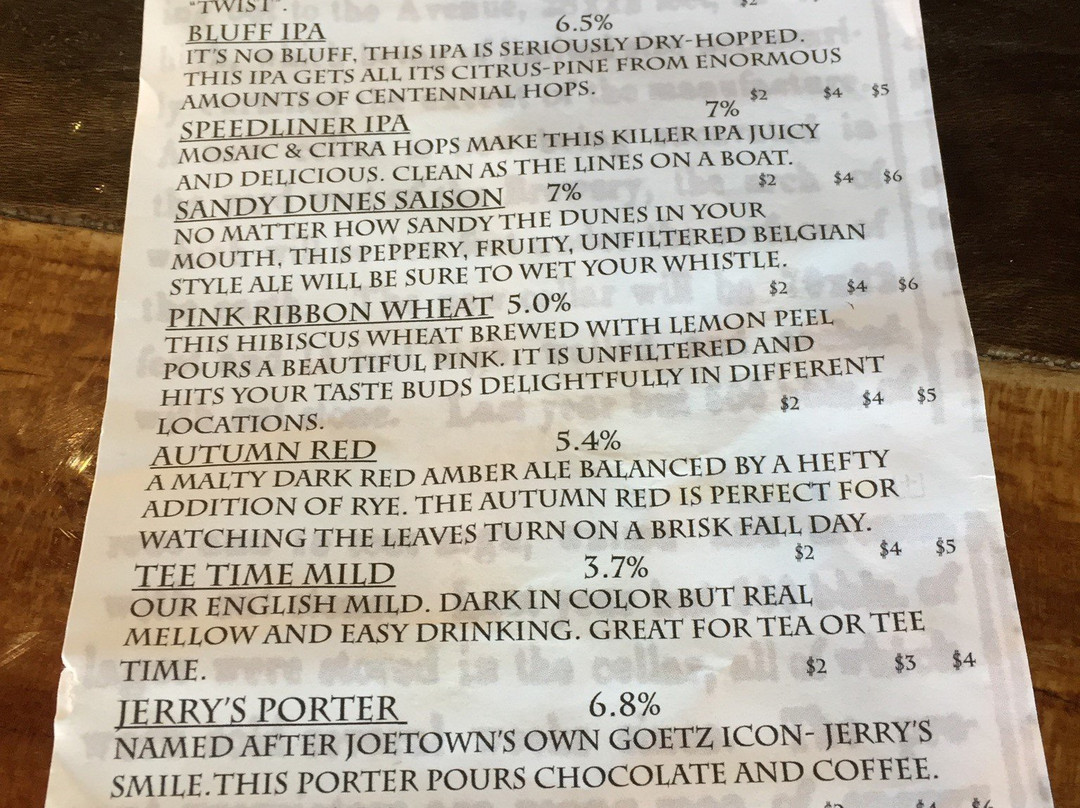 "TWIST". $2
BLUFF IPA 6.5%
IT'S NO BLUFF, THIS IPA IS SERIOUSLY DRY-HOPPED.
THIS IPA GETS ALL ITS CITRUS-PINE FROM ENORMOUS
AMOUNTS OF CENTENNIAL HOPS. $2 $4 $5
SPEEDLINER IPA 7%
MOSAIC & CITRA HOPS MAKE THIS KILLER IPA JUICY
AND DELICIOUS. CLEAN AS THE LINES ON A BOAT.
$2 $4 $6
SANDY DUNES SAISON 7%
NO MATTER HOW SANDY THE DUNES IN YOUR
MOUTH, THIS PEPPERY, FRUITY, UNFILTERED BELGIAN
STYLE ALE WILL BE SURE TO WET YOUR WHISTLE.
$2 $4 $6
PINK RIBBON WHEAT 5.0%
THIS HIBISCUS WHEAT BREWED WITH LEMON PEEL
POURS A BEAUTIFUL PINK. IT IS UNFILTERED AND
HITS YOUR TASTE BUDS DELIGHTFULLY IN DIFFERENT
LOCATIONS. $2 $4 $5
AUTUMN RED 5.4%
A MALTY DARK RED AMBER ALE BALANCED BY A HEFTY
ADDITION OF RYE. THE AUTUMN RED IS PERFECT FOR
WATCHING THE LEAVES TURN ON A BRISK FALL DAY.
$2 $4 $5
TEE TIME MILD 3.7%
OUR ENGLISH MILD. DARK IN COLOR BUT REAL
MELLOW AND EASY DRINKING. GREAT FOR TEA OR TEE
TIME. $2 $3 $4
JERRY'S PORTER 6.8%
NAMED AFTER JOETOWN'S OWN GOETZ ICON- JERRY'S
SMILE.THIS PORTER POURS CHOCOLATE AND COFFEE.